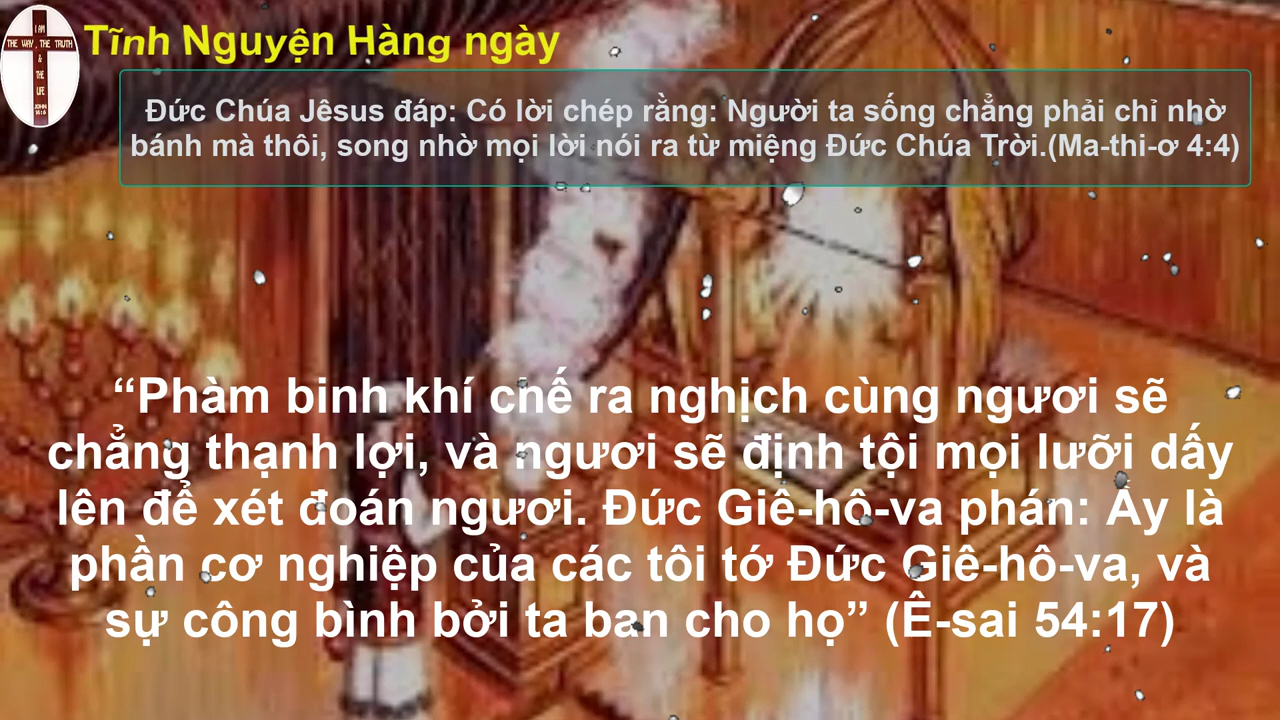 I AM
THE WAY, THE TRUTH
&
THE
LIFE
JOHN
14:6
Tĩnh Nguyện Hàng ngày
Đức Chúa Jêsus đáp: Có lời chép rằng: Người ta sống chẳng phải chỉ nhờ
bánh mà thôi, song nhờ mọi lời nói ra từ miệng Đức Chúa Trời.(Ma-thi-ơ 4:4)
“Phàm binh khí chế ra nghịch cùng ngươi sẽ
chẳng thạnh lợi, và ngươi sẽ định tội mọi lưỡi dấy
lên để xét đoán ngươi. Đức Giê-hô-va phán: Ấy là
phần cơ nghiệp của các tôi tớ Đức Giê-hô-va, và
sự công bình bởi ta ban cho họ” (Ê-sai 54:17)